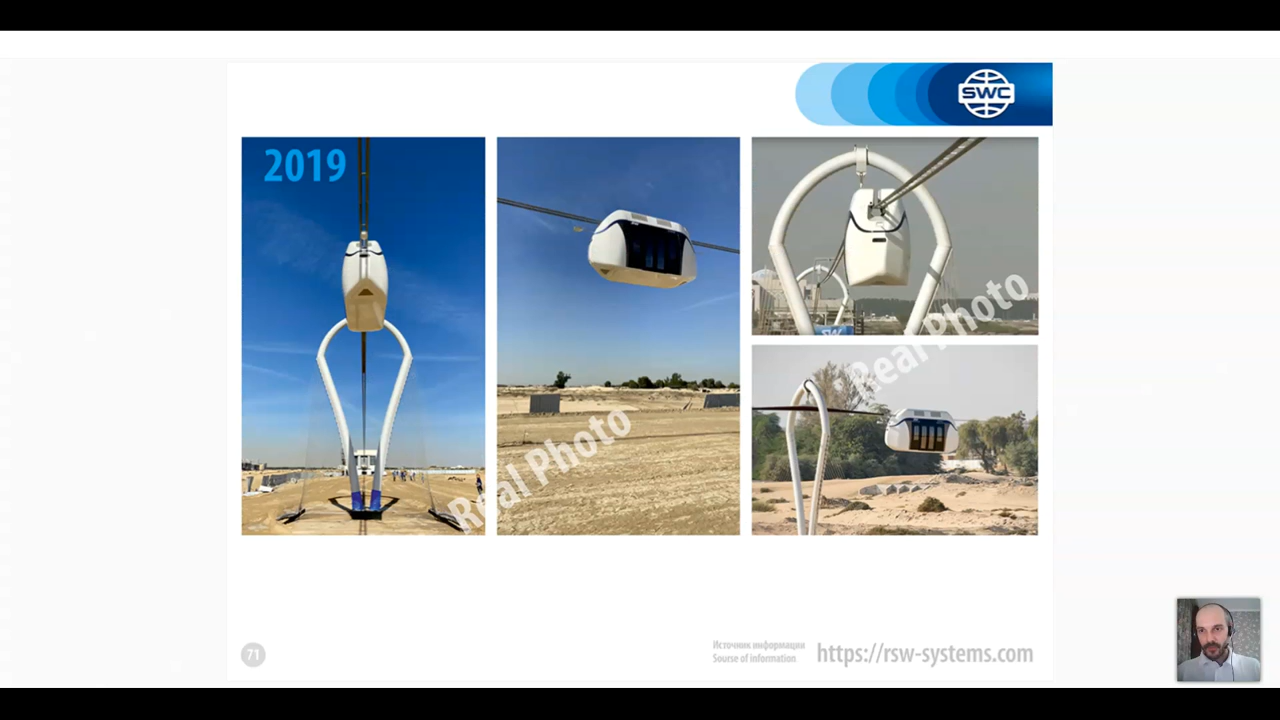 SWC
2019
Real Photo
Real Photo
71
Источник информации
Sourse of information
https://rsw-systems.com